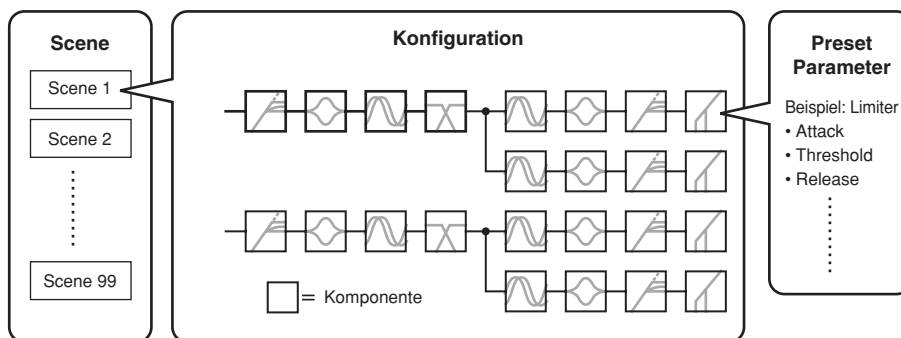 Scene
Scene 1
Scene 2
Scene 99
Konfiguration
= Komponente
Preset
Parameter
Beispiel: Limiter
• Attack
• Threshold
• Release